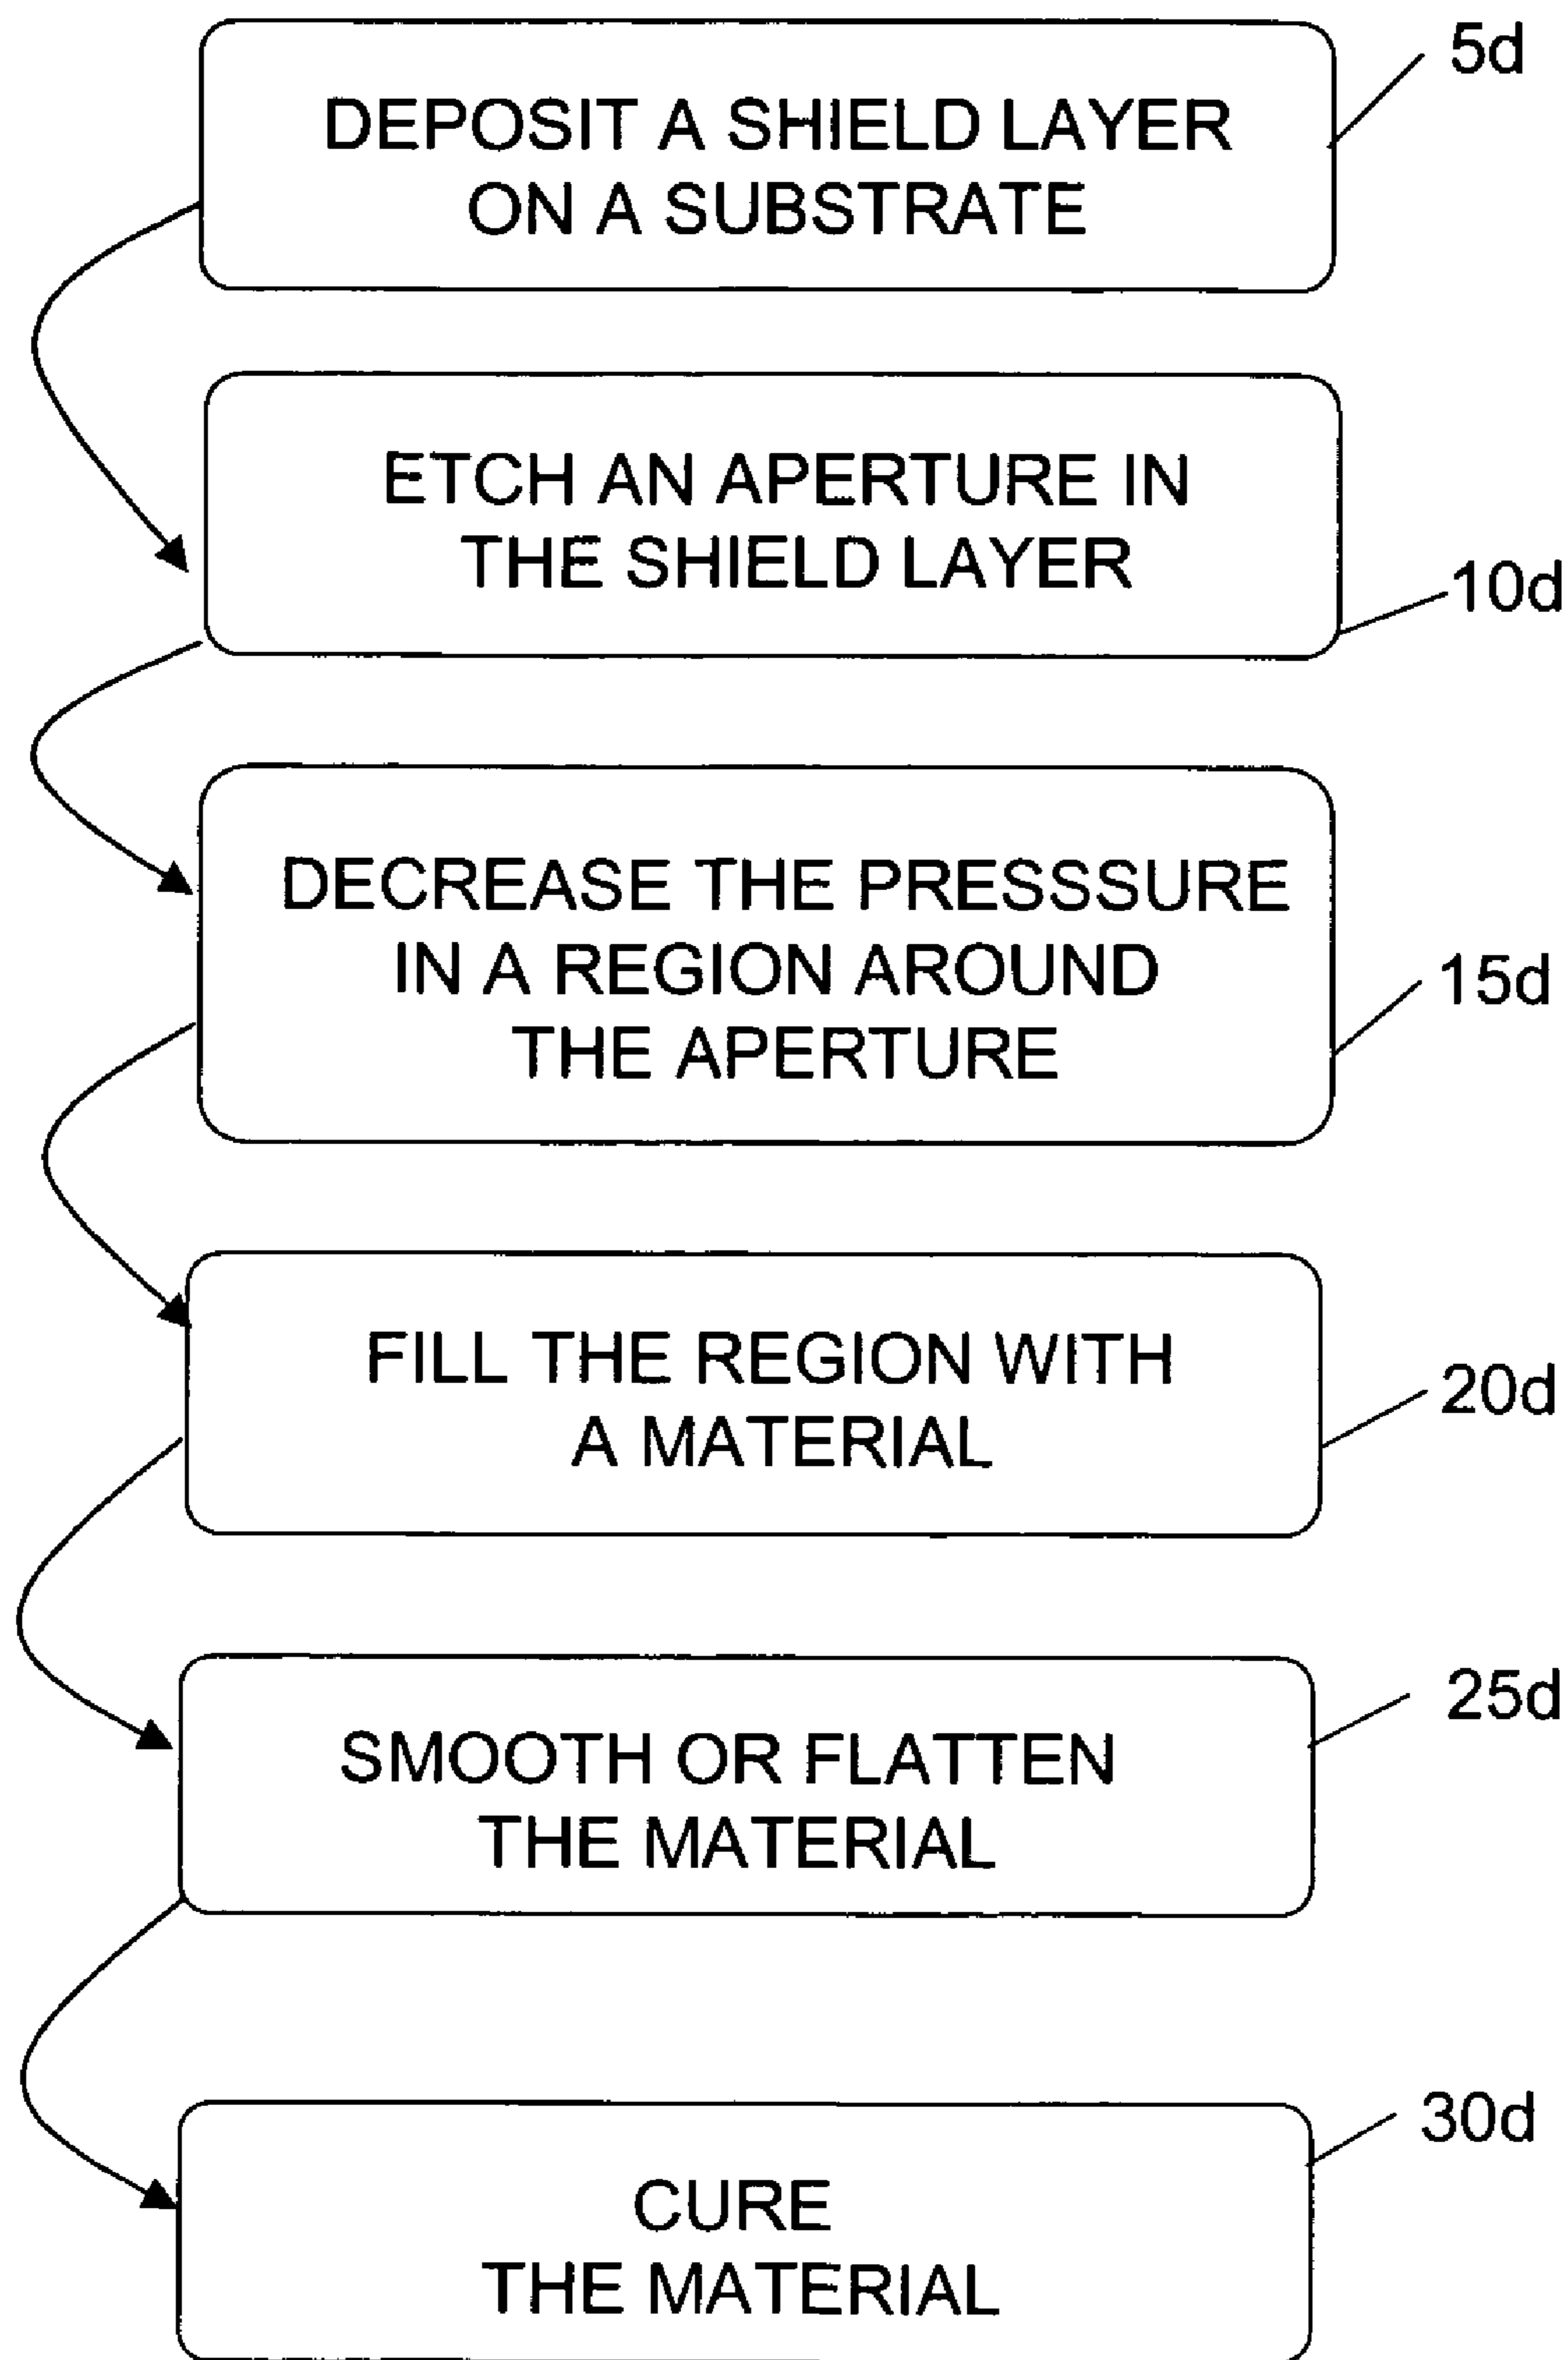 5d
DEPOSIT A SHIELD LAYER
ON A SUBSTRATE
ETCH AN APERTURE IN
THE SHIELD LAYER
10d
DECREASE THE PRESSSURE
IN A REGION AROUND
THE APERTURE
15d
FILL THE REGION WITH
A MATERIAL
20d
25d
SMOOTH OR FLATTEN
THE MATERIAL
30d
CURE
THE MATERIAL